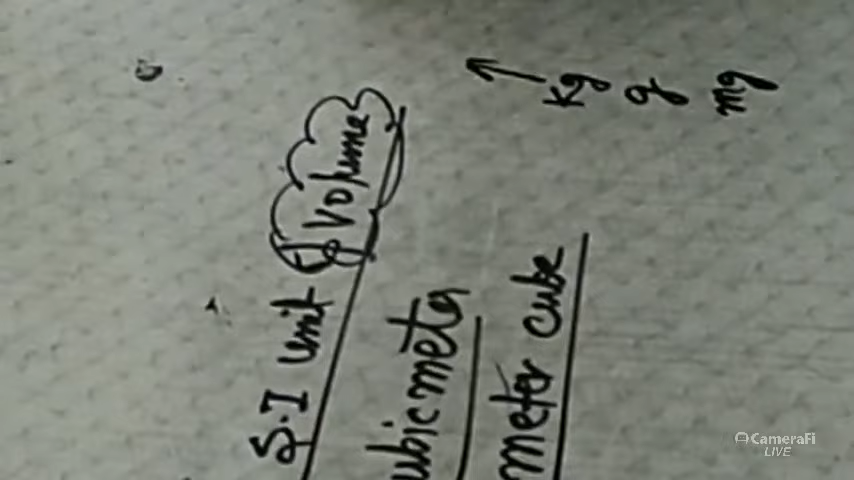 S.I unit of Volume
ubic meter
meter cube
Kg g mg
CameraFi
LIVE